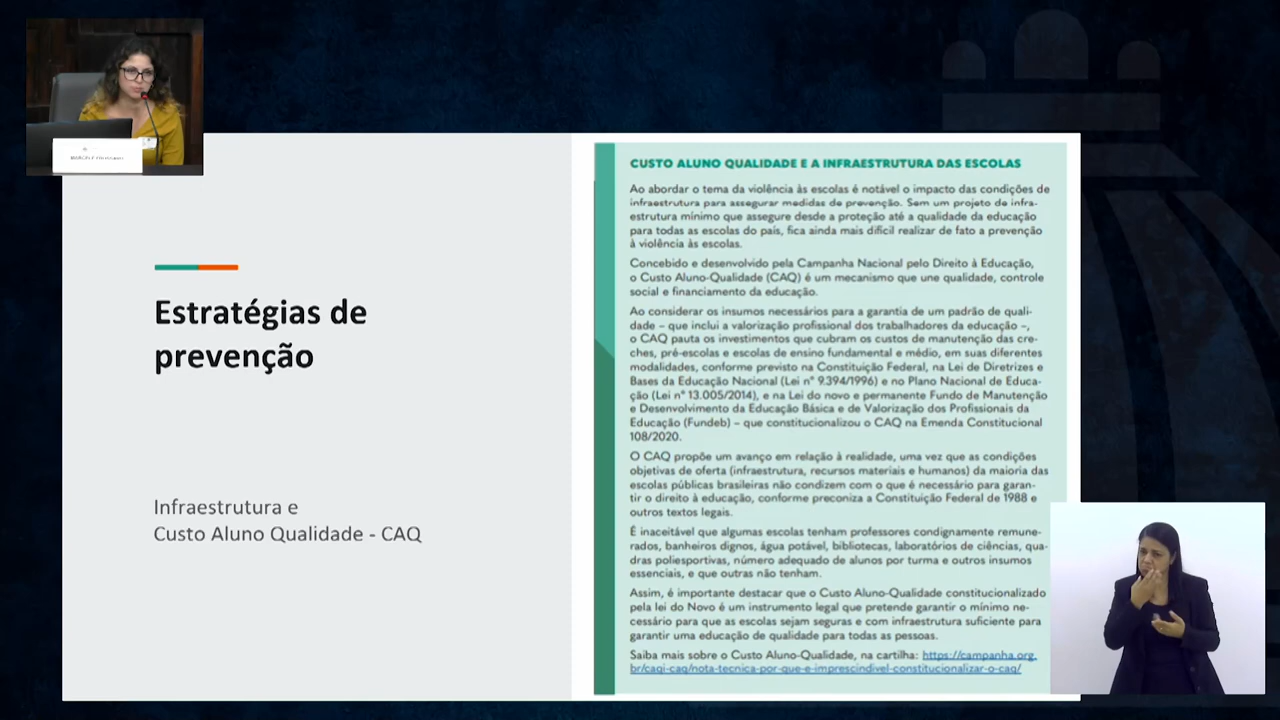 Estratégias de
prevenção
Infraestrutura e
Custo Aluno Qualidade - CAQ
CUSTO ALUNO QUALIDADE E A INFRAESTRUTURA DAS ESCOLAS
Ao abordar o tema da violência às escolas é notável o impacto das condições de
infraestrutura para assegurar medidas de prevenção. Sem um projeto de infra-
estrutura mínimo que assegure desde a proteção até a qualidade da educação
para todas as escolas do país, fica ainda mais difícil realizar de fato a prevenção
à violência às escolas.
Concebido e desenvolvido pela Campanha Nacional pelo Direito à Educação,
o Custo Aluno-Qualidade (CAQ) é um mecanismo que une qualidade, controle
social e financiamento da educação.
Ao considerar os insumos necessários para a garantia de um padrão de quali-
dade – que inclui a valorização profissional dos trabalhadores da educação –,
o CAQ pauta os investimentos que cubram os custos de manutenção das cre-
ches, pré-escolas e escolas de ensino fundamental e médio, em suas diferentes
modalidades, conforme previsto na Constituição Federal, na Lei de Diretrizes e
Bases da Educação Nacional (Lei n° 9.394/1996) e no Plano Nacional de Educa-
ção (Lei n° 13.005/2014), e na Lei do novo e permanente Fundo de Manutenção
e Desenvolvimento da Educação Básica e de Valorização dos Profissionais da
Educação (Fundeb) – que constitucionalizou o CAQ na Emenda Constitucional
108/2020.
O CAQ propõe um avanço em relação à realidade, uma vez que as condições
objetivas de oferta (infraestrutura, recursos materiais e humanos) da maioria das
escolas públicas brasileiras não condizem com o que é necessário para garan-
tir o direito à educação, conforme preconiza a Constituição Federal de 1988 e
outros textos legais.
É inaceitável que algumas escolas tenham professores condignamente remune-
rados, banheiros dignos, água potável, bibliotecas, laboratórios de ciências, qua-
dras poliesportivas, número adequado de alunos por turma e outros insumos
essenciais, e que outras não tenham.
Assim, é importante destacar que o Custo Aluno-Qualidade constitucionalizado
pela lei do Novo é um instrumento legal que pretende garantir o mínimo ne-
cessário para que as escolas sejam seguras e com infraestrutura suficiente para
garantir uma educação de qualidade para todas as pessoas.
Saiba mais sobre o Custo Aluno-Qualidade, na cartilha: https://campanha.org.
br/caqi-caq/nota-tecnica-por-que-e-imprescindivel-constitucionalizar-o-caq/